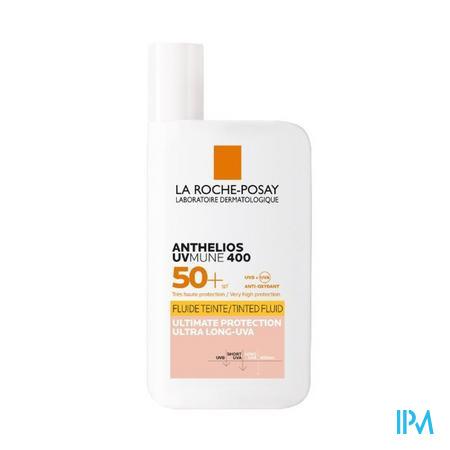 LA ROCHE-POSAY
LABORATOIRE DERMATOLOGIQUE
ANTHELIOS
UVMUNE 400
50+ SPF
UVB + UVA
ANTI-OXYDANT
Très haute protection / Very high protection
FLUIDE TEINTE/TINTED FLUID
ULTIMATE PROTECTION
ULTRA LONG-UVA
UVB SHORT UVA
IPM